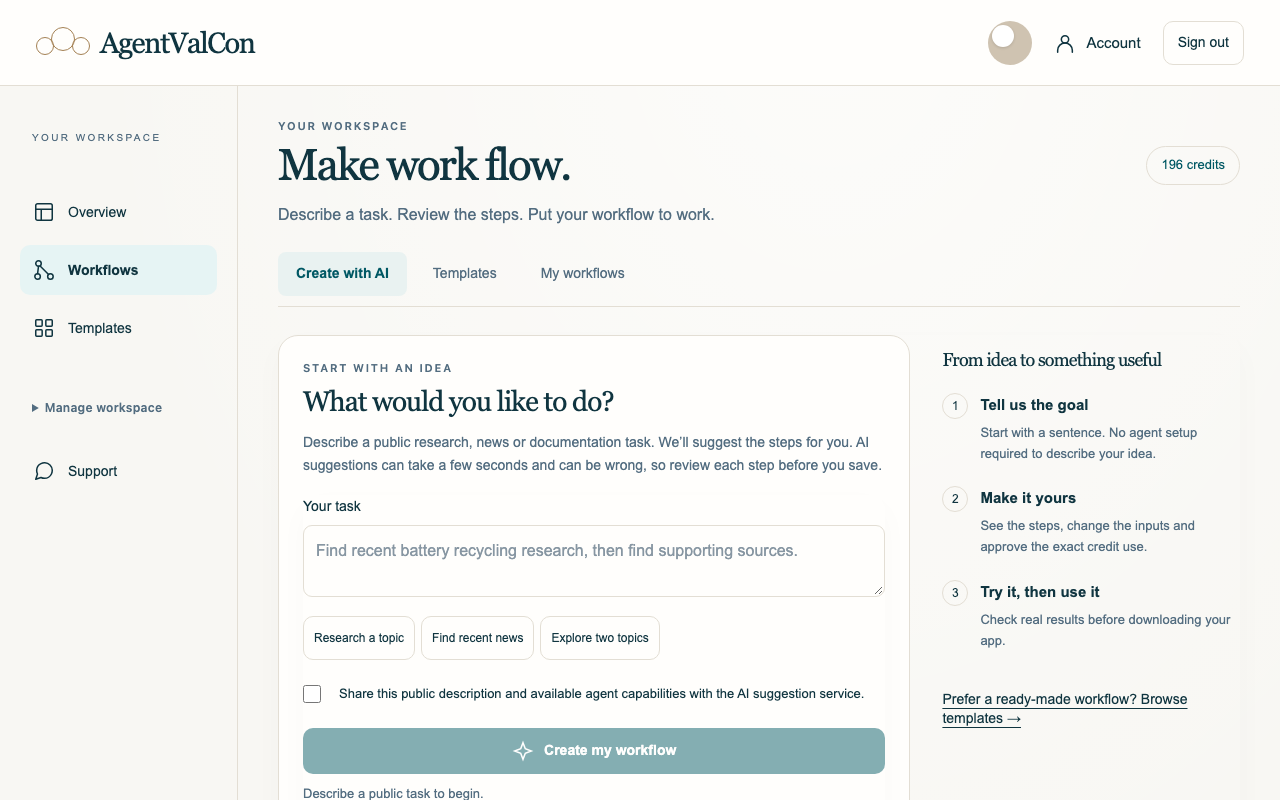 AgentValCon
Account
Sign out
YOUR WORKSPACE
Overview
Workflows
Templates
Manage workspace
Support
YOUR WORKSPACE
Make work flow.
196 credits
Describe a task. Review the steps. Put your workflow to work.
Create with AI
Templates
My workflows
START WITH AN IDEA
What would you like to do?
Describe a public research, news or documentation task. We'll suggest the steps for you. AI
suggestions can take a few seconds and can be wrong, so review each step before you save.
Your task
Find recent battery recycling research, then find supporting sources.
Research a topic
Find recent news
Explore two topics
Share this public description and available agent capabilities with the AI suggestion service.
Create my workflow
Describe a public task to begin.
From idea to something useful
1
Tell us the goal
Start with a sentence. No agent setup
required to describe your idea.
2
Make it yours
See the steps, change the inputs and
approve the exact credit use.
3
Try it, then use it
Check real results before downloading your
app.
Prefer a ready-made workflow? Browse
templates →